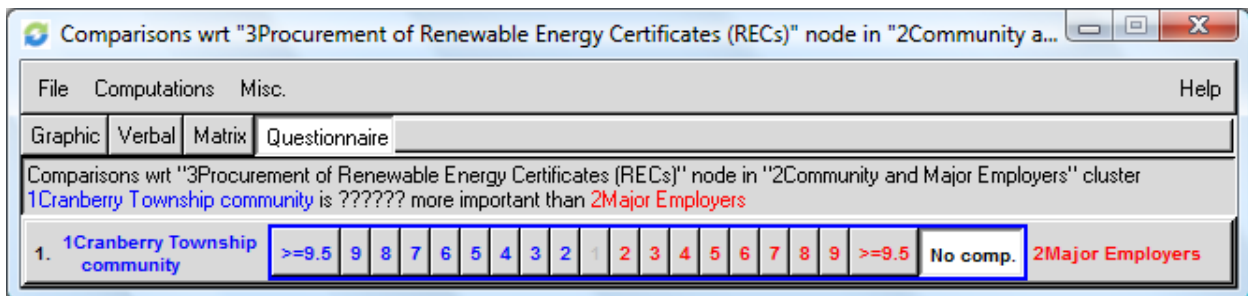 Comparisons wrt "3Procurement of Renewable Energy Certificates (RECs)" node in "2Community a...
File Computations Misc. Help
Graphic Verbal Matrix Questionnaire
Comparisons wrt "3Procurement of Renewable Energy Certificates (RECs)" node in "2Community and Major Employers" cluster
1Cranberry Township community is ?????? more important than 2Major Employers
1. 1Cranberry Township community >=9.5 9 8 7 6 5 4 3 2 1 2 3 4 5 6 7 8 9 >=9.5 No comp. 2Major Employers